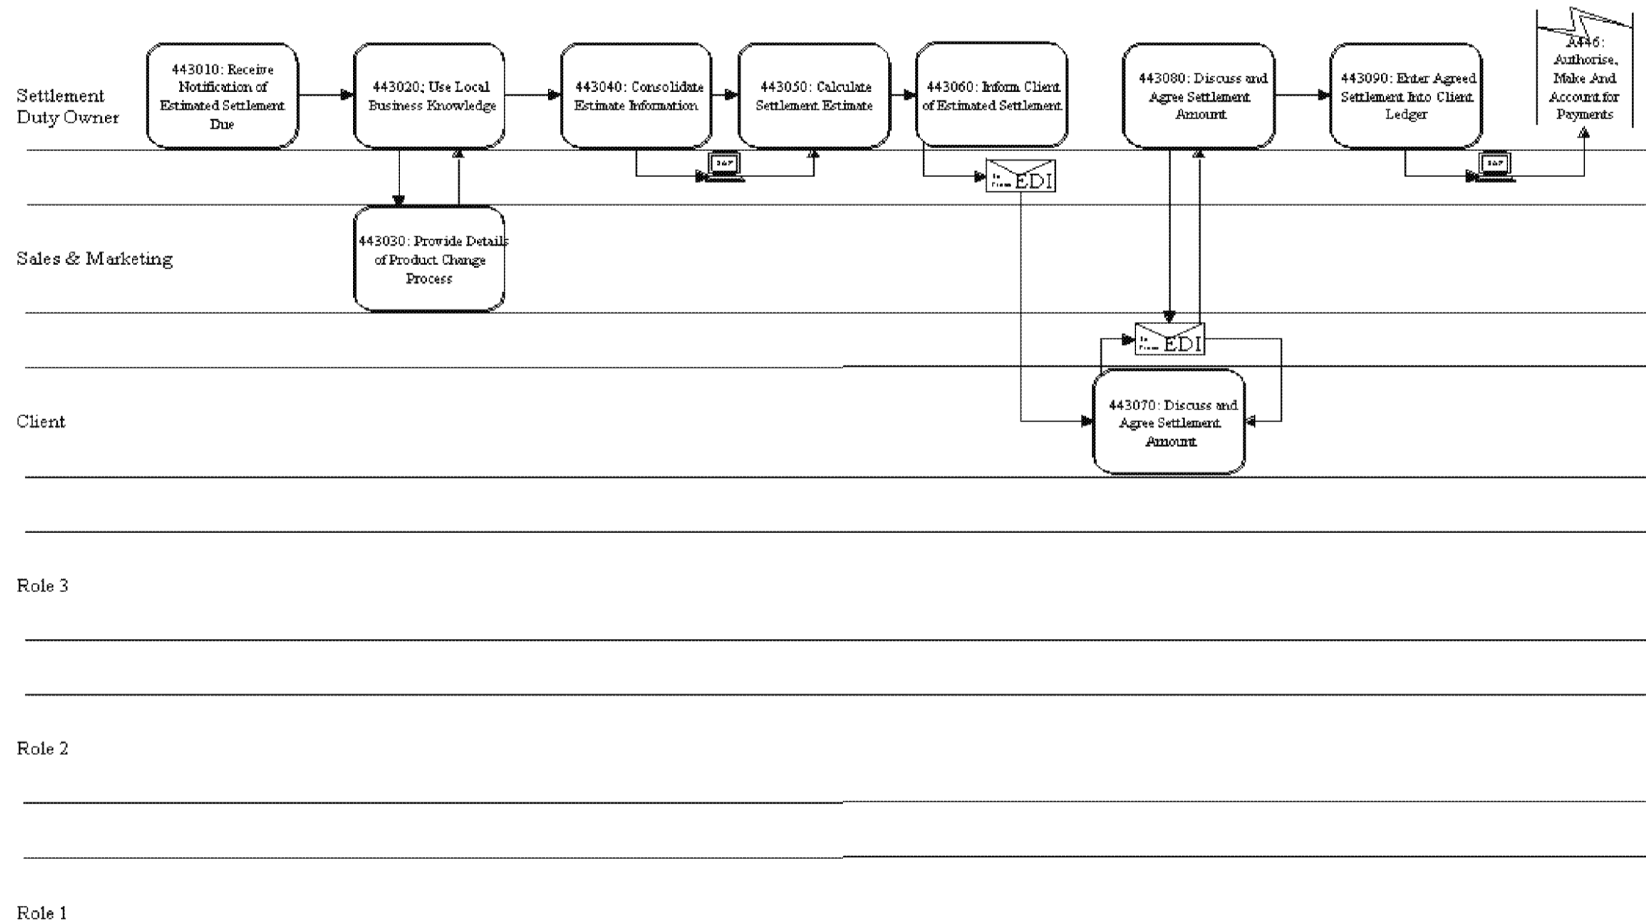 Settlement
Duty Owner
443010: Receive
Notification of
Estimated Settlement
Due
443020; Use Local
Business Knowledge
443040: Consolidate
Estimate Information
443050: Calculate
Settlement Estimate
443060: Inform Client
of Estimated Settlement
443080: Discuss and
Agree Settlement
Amount
443090: Enter Agreed
Settlement Into Client
Ledger
A446:
Authorise,
Make And
Account for
Payments
EDI
Sales & Marketing
443030: Provide Details
of Product Change
Process
EDI
Client
443070: Discuss and
Agree Settlement
Amount
Role 3
Role 2
Role 1